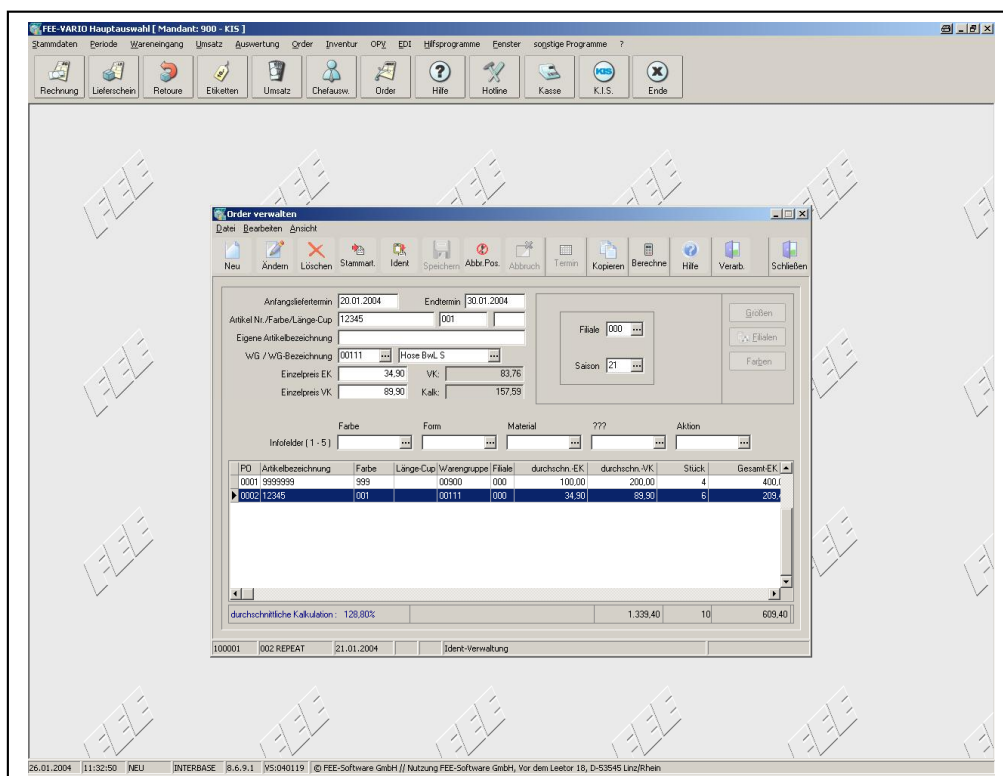 FEE-VARIO Hauptauswahl [ Mandant: 900 - KIS ]
Stammdaten Periode Wareneingang Umsatz Auswertung Order Inventur OPV EDI Hilfsprogramme Fenster sonstige Programme ?
Rechnung Lieferschein Retoure Etiketten Umsatz Chefausw. Order Hilfe Hotline Kasse K.I.S. Ende
KIS
Order verwalten
Datei Bearbeiten Ansicht
Neu Ändern Löschen Stammart. Ident Speichern Abbr.Pos. Abbruch Termin Kopieren Berechne Hilfe Verarb. Schließen
Anfangsliefertermin 20.01.2004 Endtermin 30.01.2004
Artikel Nr./Farbe/Länge-Cup 12345 001
Eigene Artikelbezeichnung
WG / WG-Bezeichnung 00111 ... Hose BwL S ...
Einzelpreis EK 34,90 VK: 83,76
Einzelpreis VK 89,90 Kalk: 157,59
Filiale 000 ...
Saison 21 ...
Größen
Filialen
Farben
Farbe Form Material ??? Aktion
Infofelder ( 1 - 5 ) ... ... ... ... ...
PO Artikelbezeichnung Farbe Länge-Cup Warengruppe Filiale durchschn.-EK durchschn.-VK Stück Gesamt-EK
0001 9999999 999 00900 000 100,00 200,00 4 400,0
0002 12345 001 00111 000 34,90 89,90 6 209,4
durchschnittliche Kalkulation : 128,80% 1.339,40 10 609,40
100001 002 REPEAT 21.01.2004 Ident-Verwaltung
FEE
26.01.2004 11:32:50 NEU INTERBASE 8.6.9.1 VS:040119 © FEE-Software GmbH // Nutzung FEE-Software GmbH, Vor dem Leetor 18, D-53545 Linz/Rhein